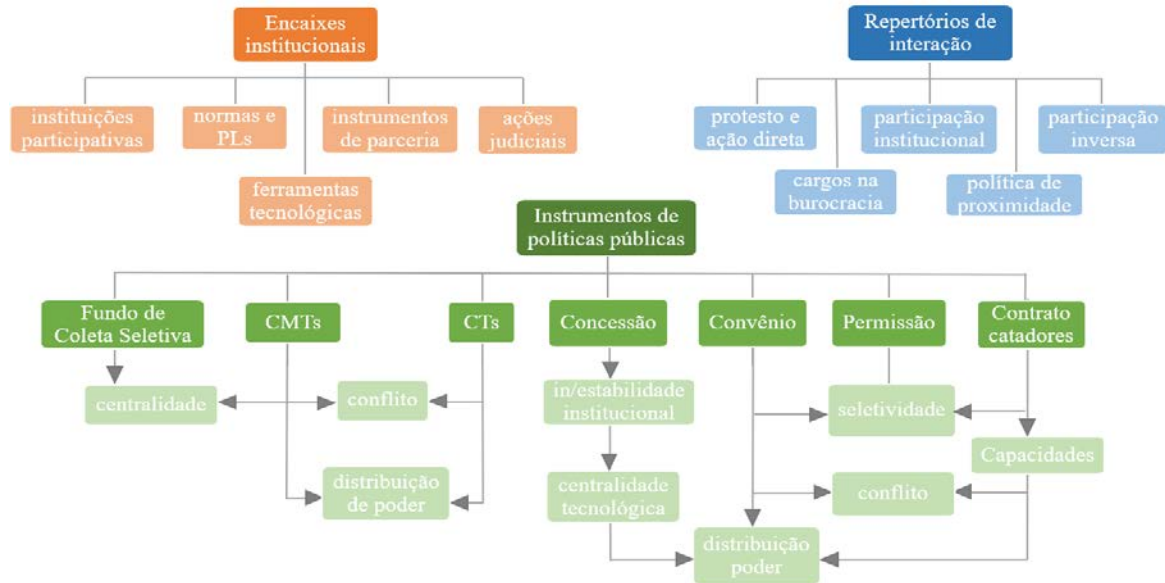 Encaixes
institucionais
Repertórios de
interação
instituições
participativas
normas e
PLs
instrumentos
de parceria
ações
judiciais
ferramentas
tecnológicas
protesto e
ação direta
participação
institucional
participação
inversa
cargos na
burocracia
política de
proximidade
Instrumentos de
políticas públicas
Fundo de
Coleta Seletiva
CMTs
CTs
Concessão
Convênio
Permissão
Contrato
catadores
centralidade
conflito
in/estabilidade
institucional
seletividade
Capacidades
distribuição
de poder
centralidade
tecnológica
conflito
distribuição
poder